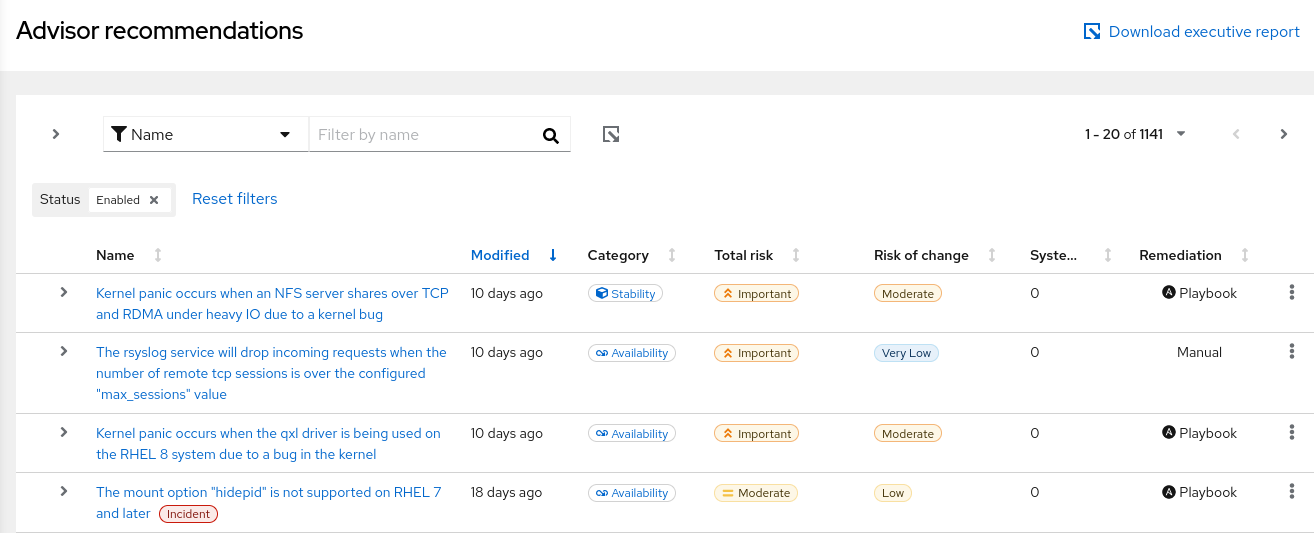 Advisor recommendations
Download executive report
Name
Filter by name
1 - 20 of 1141
Status Enabled
Reset filters
Name Modified Category Total risk Risk of change Syste... Remediation
Kernel panic occurs when an NFS server shares over TCP 10 days ago Stability Important Moderate 0 Playbook
and RDMA under heavy IO due to a kernel bug
The rsyslog service will drop incoming requests when the 10 days ago Availability Important Very Low 0 Manual
number of remote tcp sessions is over the configured
"max_sessions" value
Kernel panic occurs when the qxl driver is being used on 10 days ago Availability Important Moderate 0 Playbook
the RHEL 8 system due to a bug in the kernel
The mount option "hidepid" is not supported on RHEL 7 18 days ago Availability Moderate Low 0 Playbook
and later Incident